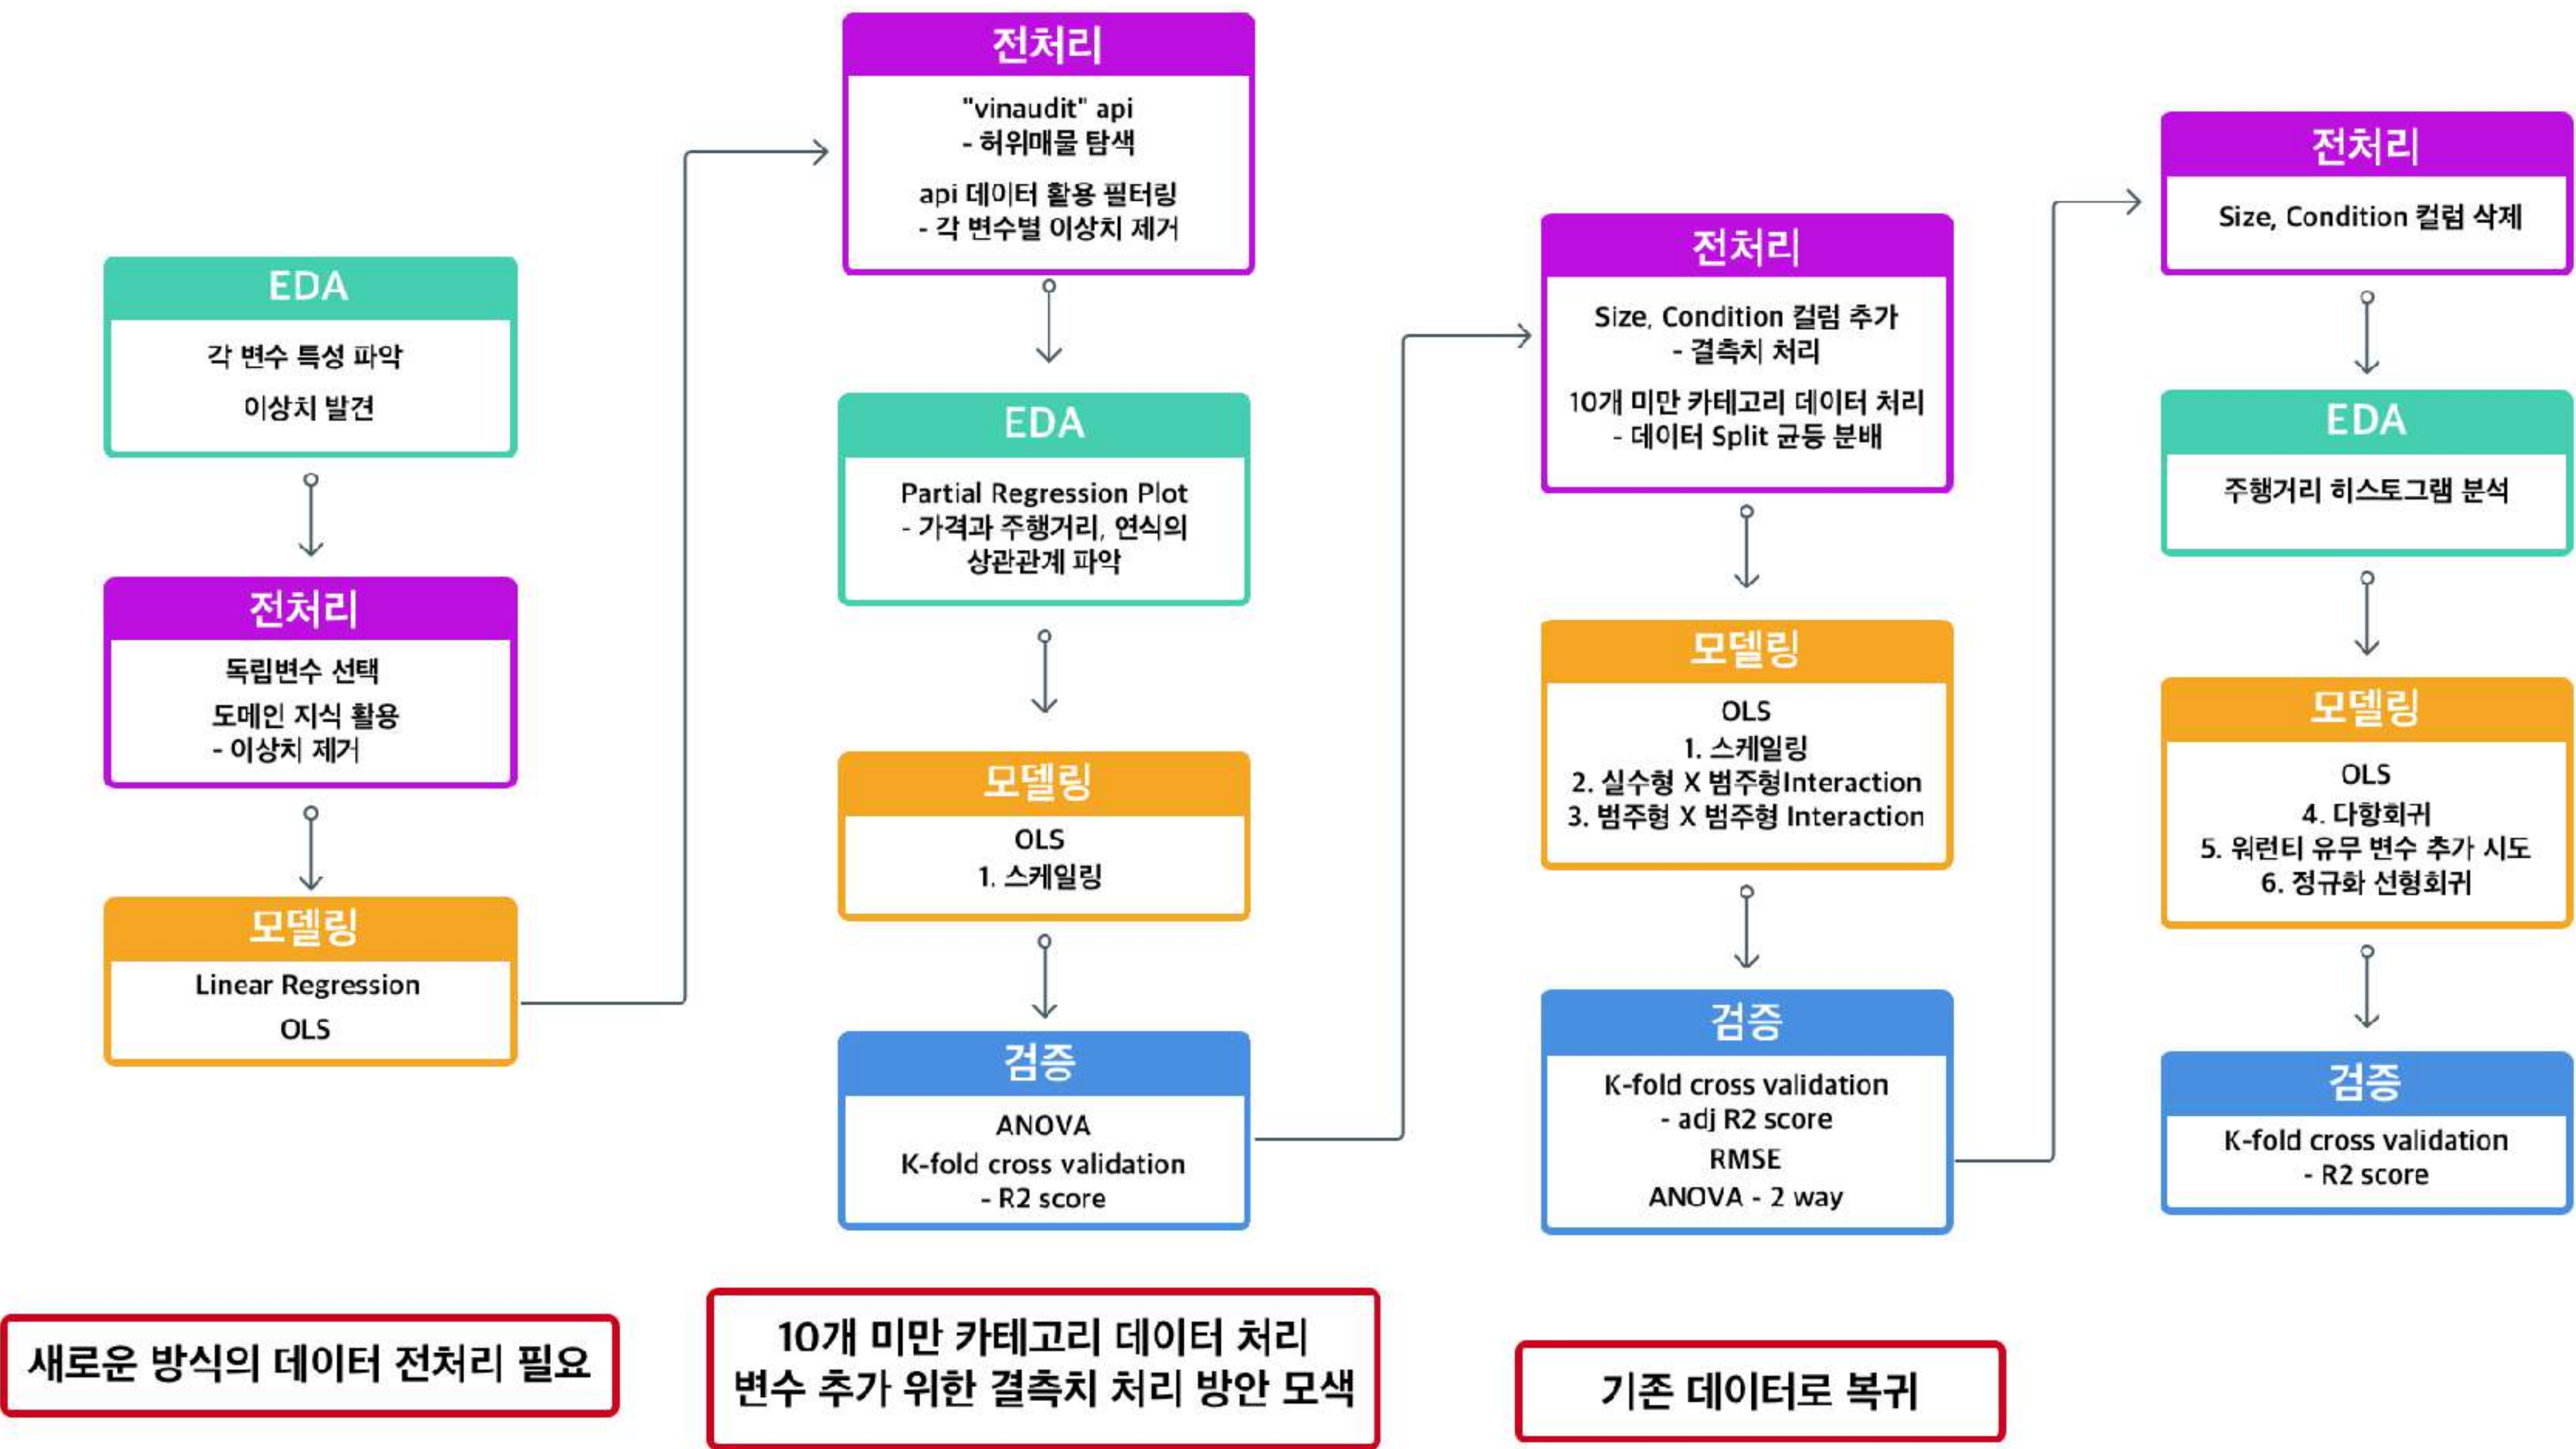 EDA
각 변수 특성 파악
이상치 발견
전처리
독립변수 선택
도메인 지식 활용
- 이상치 제거
모델링
Linear Regression
OLS
새로운 방식의 데이터 전처리 필요
전처리
"vinaudit" api
- 허위매물 탐색
api 데이터 활용 필터링
- 각 변수별 이상치 제거
EDA
Partial Regression Plot
- 가격과 주행거리, 연식의
상관관계 파악
모델링
OLS
1. 스케일링
검증
ANOVA
K-fold cross validation
- R2 score
10개 미만 카테고리 데이터 처리
변수 추가 위한 결측치 처리 방안 모색
전처리
Size, Condition 컬럼 추가
- 결측치 처리
10개 미만 카테고리 데이터 처리
- 데이터 Split 균등 분배
모델링
OLS
1. 스케일링
2. 실수형 X 범주형Interaction
3. 범주형 X 범주형 Interaction
검증
K-fold cross validation
- adj R2 score
RMSE
ANOVA - 2 way
기존 데이터로 복귀
전처리
Size, Condition 컬럼 삭제
EDA
주행거리 히스토그램 분석
모델링
OLS
4. 다항회귀
5. 워런티 유무 변수 추가 시도
6. 정규화 선형회귀
검증
K-fold cross validation
- R2 score